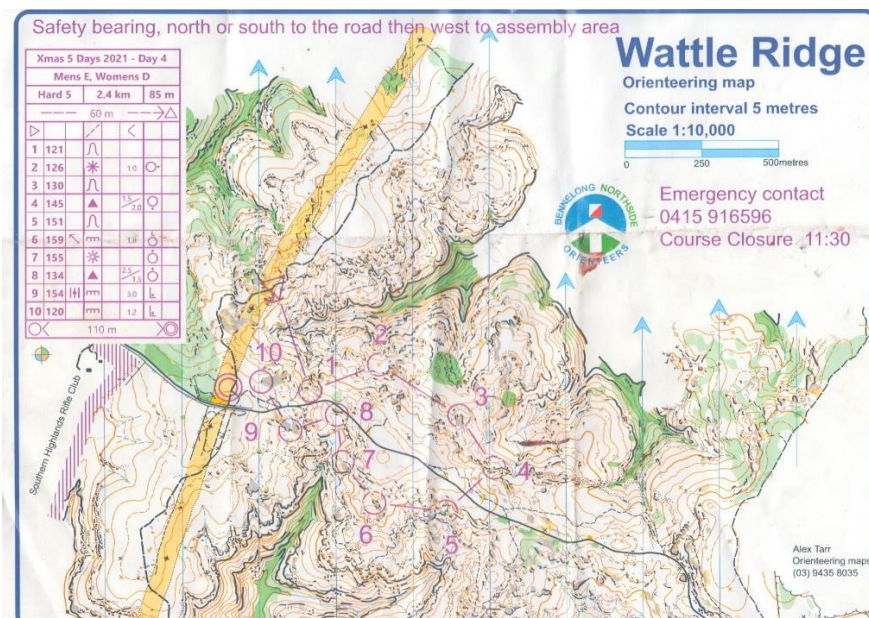 Safety bearing, north or south to the road then west to assembly area
Wattle Ridge
Orienteering map
Contour interval 5 metres
Scale 1:10,000
0 250 500metres
Xmas 5 Days 2021 - Day 4
Mens E, Womens D
Hard 5 2.4 km 85 m
60 m
1 121
2 126 1.0
3 130
4 145 1.5/2.0
5 151
6 159 1.8
7 155
8 134 2.5/1.5
9 154 3.0
10 120 1.2
110 m
BENNELONG NORTHSIDE
ORIENTEERS
Emergency contact
0415 916596
Course Closure 11:30
Southern Highlands Rifle Club
1
2
3
4
5
6
7
8
9
10
Alex Tarr
Orienteering maps
(03) 9435 8035